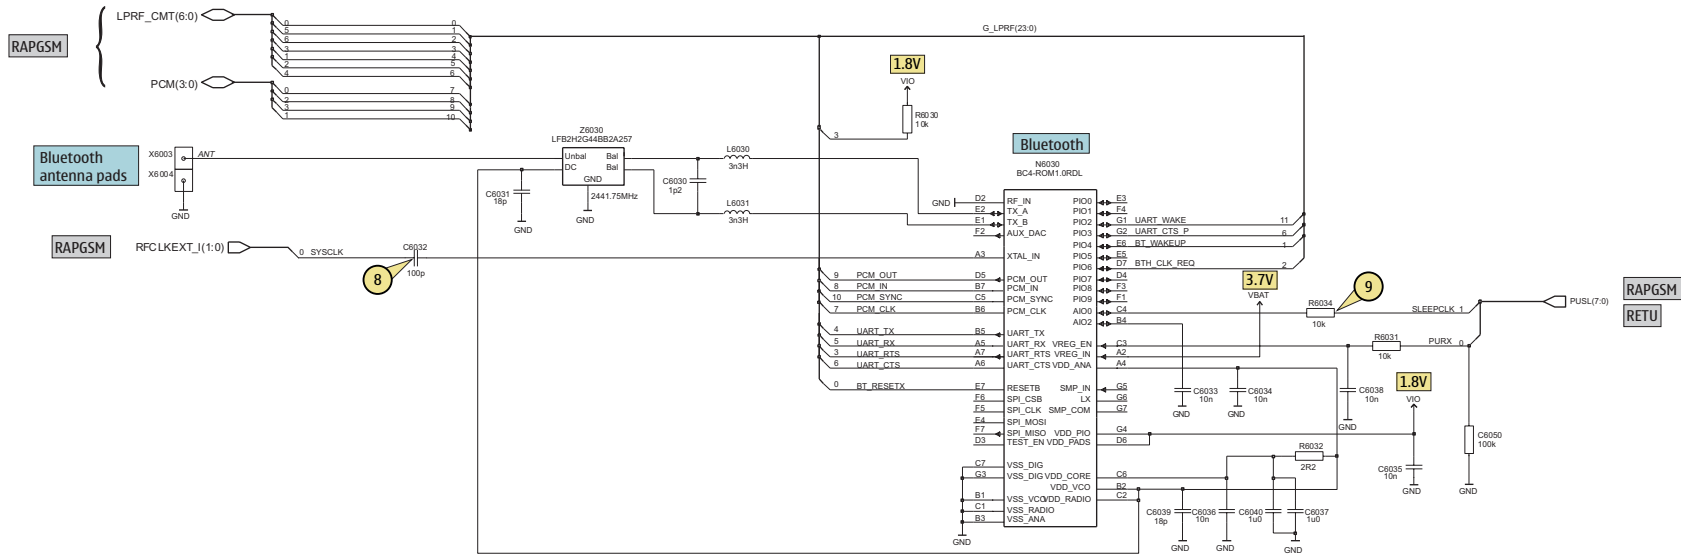 LPRF_CMT(6:0)
RAPGSM
PCM(3:0)
0
5
6
3
1
2
4
0
1
2
3
4
5
6
0
2
3
1
7
8
9
10
G_LPRF(23:0)
1.8V
VIO
R6030
10k
3
Bluetooth
antenna pads
X6003
X6004
ANT
GND
Z6030
LFB2H2G44BB2A257
Unbal Bal
DC Bal
GND
2441.75MHz
GND
C6031
18p
GND
C6030
1p2
L6030
3n3H
L6031
3n3H
RAPGSM
RFCLKEXT_I(1:0)
0 SYSCLK
C6032
100p
8
Bluetooth
N6030
BC4-ROM1.0RDL
GND
D2 RF_IN PIO0 E3
E2 TX_A PIO1 F4
E1 TX_B PIO2 G1 UART_WAKE 11
F2 AUX_DAC PIO3 G2 UART_CTS_P 6
PIO4 E6 BT_WAKEUP 1
A3 XTAL_IN PIO5 E5
PIO6 D7 BTH_CLK_REQ 2
9 PCM_OUT D5 PCM_OUT PIO7 D4
8 PCM_IN B7 PCM_IN PIO8 F3
10 PCM_SYNC C5 PCM_SYNC PIO9 F1
7 PCM_CLK B6 PCM_CLK AIO0 C4
AIO2 B4
4 UART_TX B5 UART_TX
5 UART_RX A5 UART_RX VREG_EN C3
3 UART_RTS A7 UART_RTS VREG_IN A2
6 UART_CTS A6 UART_CTS VDD_ANA A4
0 BT_RESETX E7 RESETB SMP_IN G5
F6 SPI_CSB LX G6
F5 SPI_CLK SMP_COM G7
E4 SPI_MOSI
F7 SPI_MISO VDD_PIO G4
D3 TEST_EN VDD_PADS D6
C7 VSS_DIG
G3 VSS_DIG VDD_CORE C6
VDD_VCO B2
B1 VSS_VCO VDD_RADIO C2
C1 VSS_RADIO
B3 VSS_ANA
GND
3.7V
VBAT
R6034
10k
9
SLEEPCLK 1
PUSL(7:0)
RAPGSM
RETU
R6031
10k
PURX 0
C6033
10n
GND
C6034
10n
GND
C6038
10n
GND
1.8V
VIO
C6050
100k
GND
C6035
10n
GND
R6032
2R2
C6039
18p
GND
C6036
10n
GND
C6040
1u0
C6037
1u0
GND